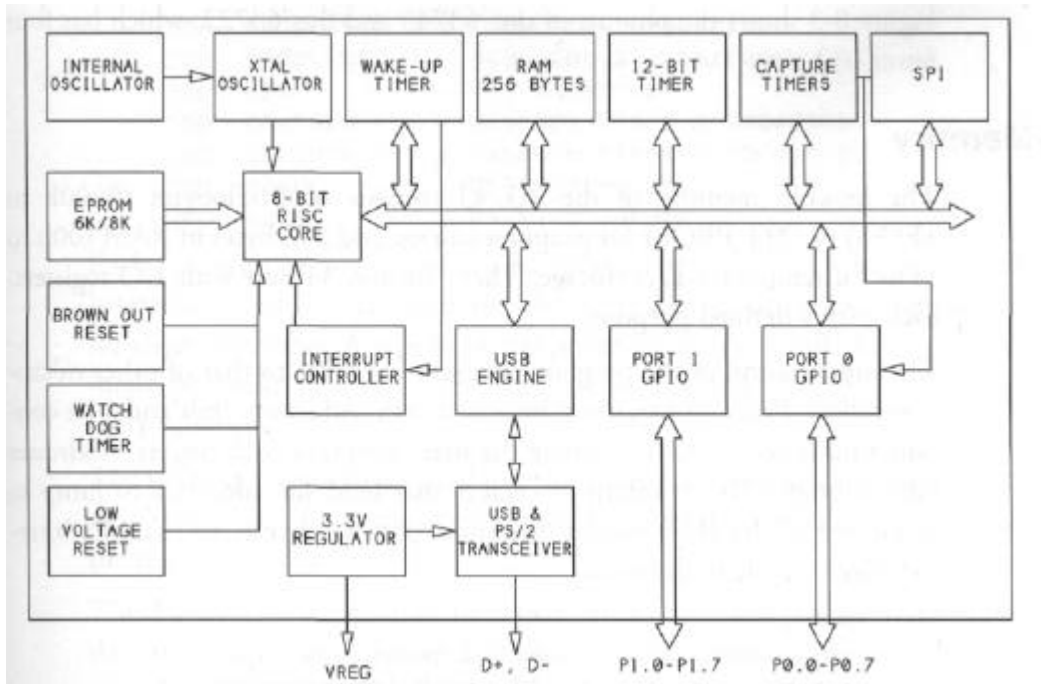 INTERNAL
OSCILLATOR
XTAL
OSCILLATOR
WAKE-UP
TIMER
RAM
256 BYTES
12-BIT
TIMER
CAPTURE
TIMERS
SPI
EPROM
6K/8K
8-BIT
RISC
CORE
BROWN OUT
RESET
INTERRUPT
CONTROLLER
USB
ENGINE
PORT 1
GPIO
PORT 0
GPIO
WATCH
DOG
TIMER
LOW
VOLTAGE
RESET
3.3V
REGULATOR
USB &
PS/2
TRANSCEIVER
VREG
D+, D-
P1.0-P1.7
P0.0-P0.7